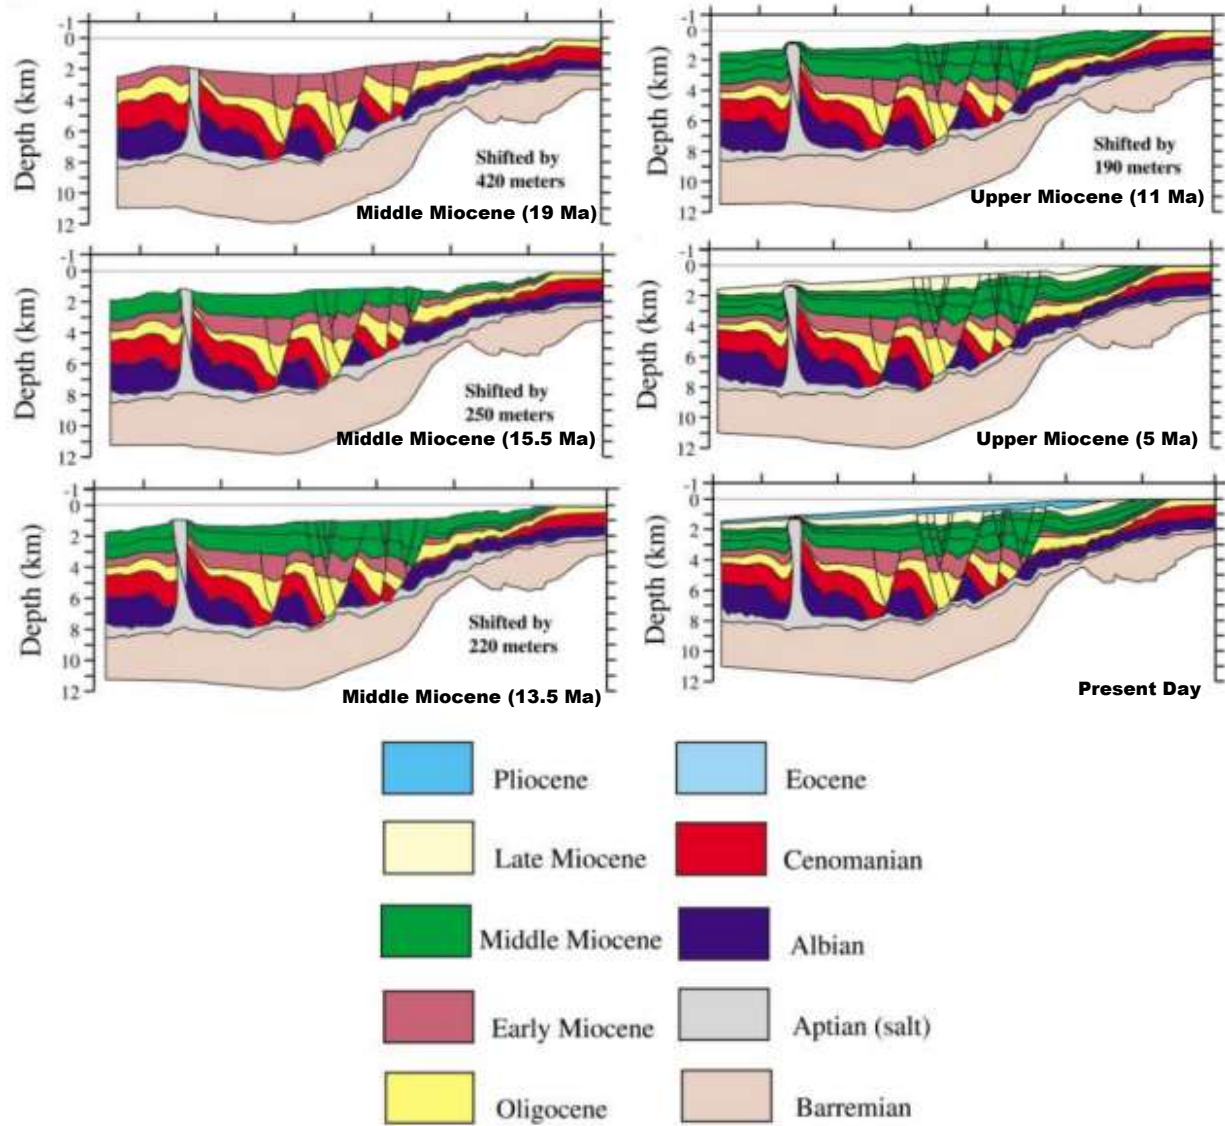 Depth (km)
-1
0
2
4
6
8
10
12
Shifted by
420 meters
Middle Miocene (19 Ma)
Depth (km)
-1
0
2
4
6
8
10
12
Shifted by
190 meters
Upper Miocene (11 Ma)
Depth (km)
-1
0
2
4
6
8
10
12
Shifted by
250 meters
Middle Miocene (15.5 Ma)
Depth (km)
-1
0
2
4
6
8
10
12
Upper Miocene (5 Ma)
Depth (km)
-1
0
2
4
6
8
10
12
Shifted by
220 meters
Middle Miocene (13.5 Ma)
Depth (km)
-1
0
2
4
6
8
10
12
Present Day
Pliocene
Eocene
Late Miocene
Cenomanian
Middle Miocene
Albian
Early Miocene
Aptian (salt)
Oligocene
Barremian